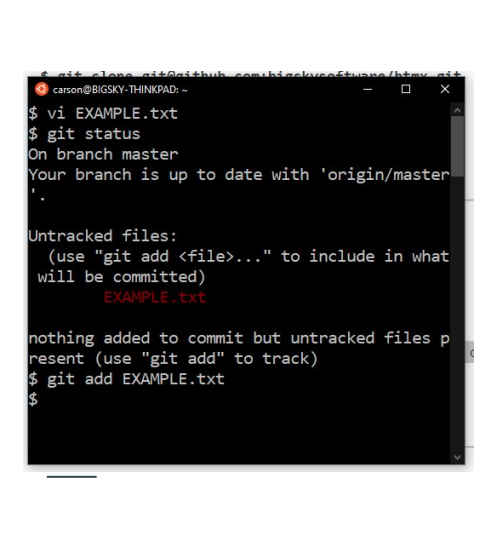 $ git clone git@github.com:bigskysoftware/htmx.git
carson@BIGSKY-THINKPAD: ~
$ vi EXAMPLE.txt
$ git status
On branch master
Your branch is up to date with 'origin/master
'.
Untracked files:
(use "git add <file>..." to include in what
will be committed)
EXAMPLE.txt
nothing added to commit but untracked files p
resent (use "git add" to track)
$ git add EXAMPLE.txt
$